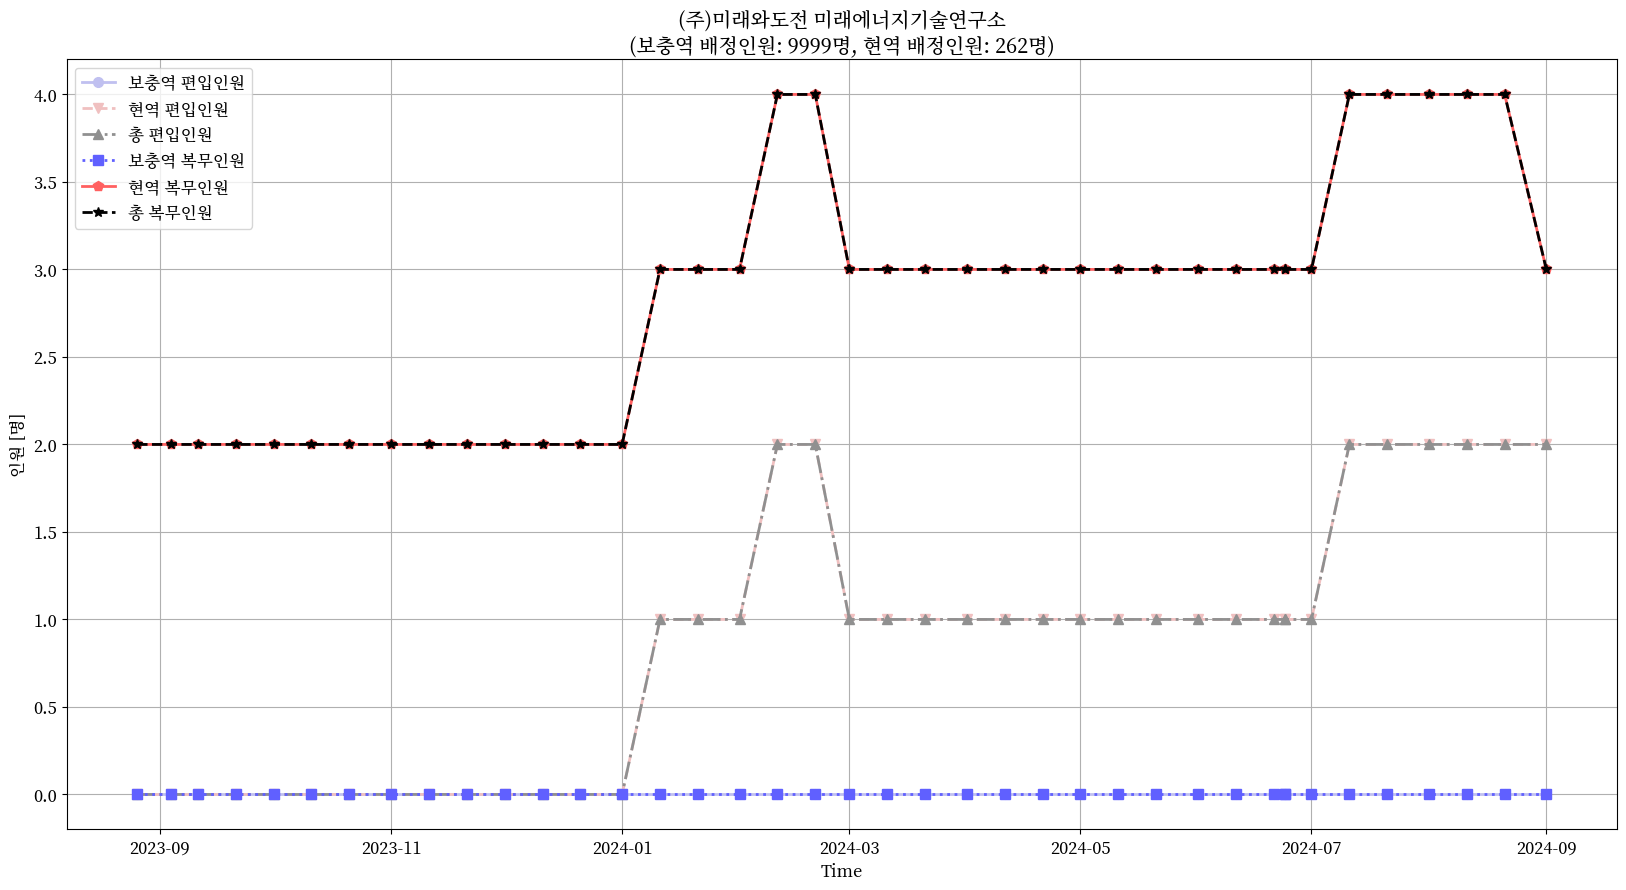 (주)미래와도전 미래에너지기술연구소
(보충역 배정인원: 9999명, 현역 배정인원: 262명)
보충역 편입인원
현역 편입인원
총 편입인원
보충역 복무인원
현역 복무인원
총 복무인원
인원 [명]
4.0
3.5
3.0
2.5
2.0
1.5
1.0
0.5
0.0
2023-09 2023-11 2024-01 2024-03 2024-05 2024-07 2024-09
Time